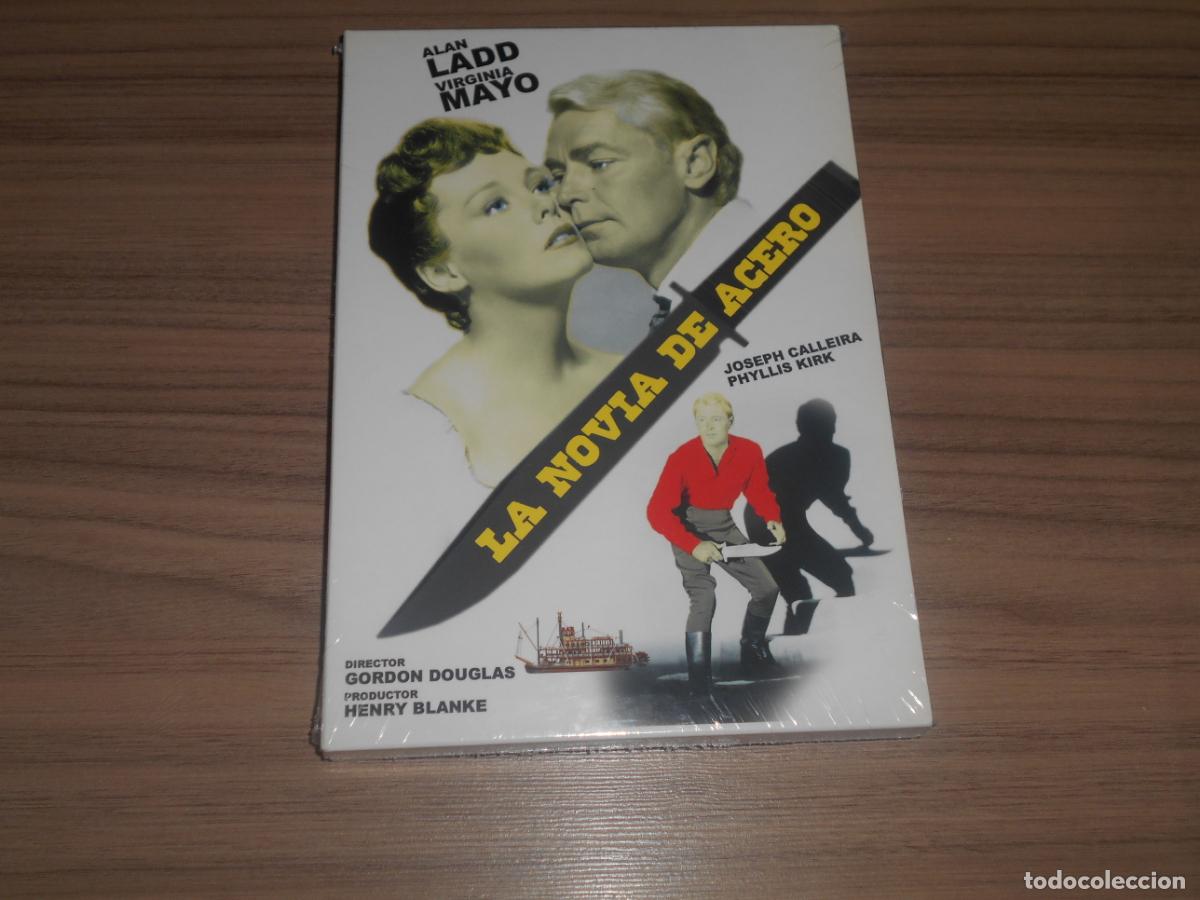 ALAN
LADD
VIRGINIA
MAYO
LA NOVIA DE ACERO
JOSEPH CALLEIRA
PHYLLIS KIRK
DIRECTOR
GORDON DOUGLAS
PRODUCTOR
HENRY BLANKE
todocoleccion